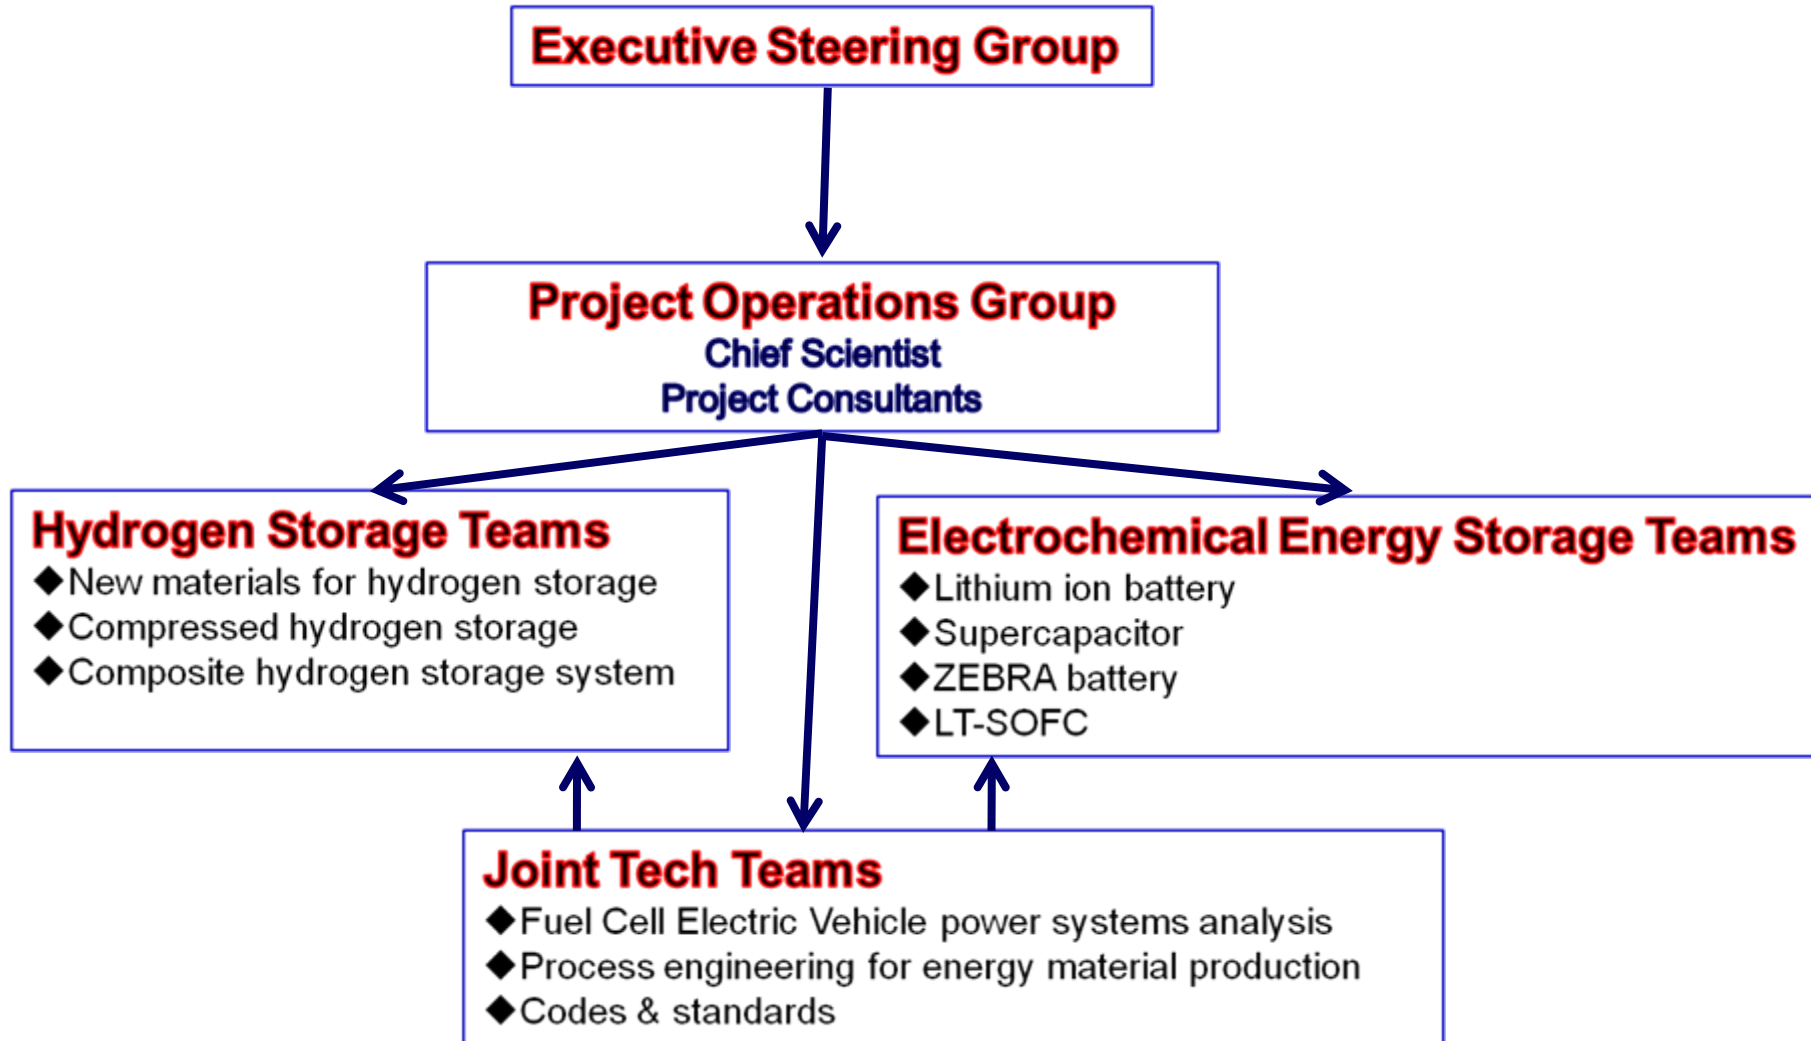 Executive Steering Group
Project Operations Group
Chief Scientist
Project Consultants
Hydrogen Storage Teams
◆New materials for hydrogen storage
◆Compressed hydrogen storage
◆Composite hydrogen storage system
Electrochemical Energy Storage Teams
◆Lithium ion battery
◆Supercapacitor
◆ZEBRA battery
◆LT-SOFC
Joint Tech Teams
◆Fuel Cell Electric Vehicle power systems analysis
◆Process engineering for energy material production
◆Codes & standards